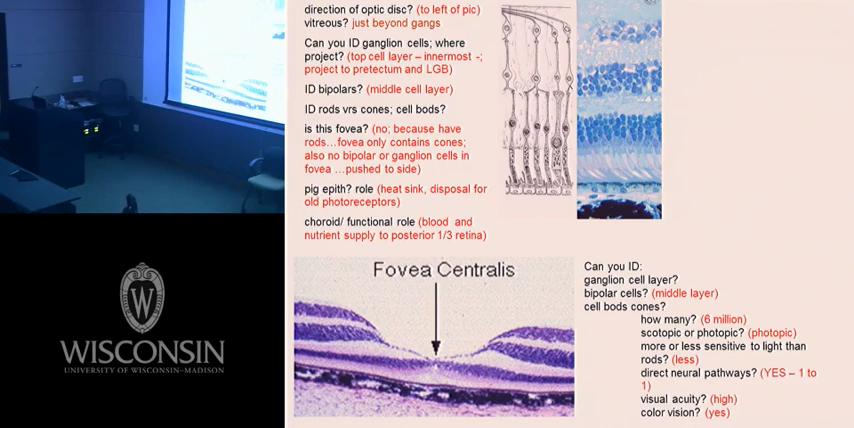 direction of optic disc? (to left of pic)
vitreous? just beyond gangs
Can you ID ganglion cells; where
project? (top cell layer – innermost -;
project to pretectum and LGB)
ID bipolars? (middle cell layer)
ID rods vrs cones; cell bods?
is this fovea? (no; because have
rods…fovea only contains cones;
also no bipolar or ganglion cells in
fovea …pushed to side)
pig epith? role (heat sink, disposal for
old photoreceptors)
choroid/ functional role (blood and
nutrient supply to posterior 1/3 retina)
Fovea Centralis
Can you ID:
ganglion cell layer?
bipolar cells? (middle layer)
cell bods cones?
how many? (6 million)
scotopic or photopic? (photopic)
more or less sensitive to light than
rods? (less)
direct neural pathways? (YES – 1 to
1)
visual acuity? (high)
color vision? (yes)
W
WISCONSIN
UNIVERSITY OF WISCONSIN–MADISON